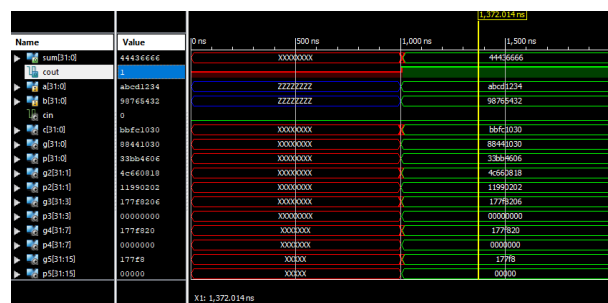 1,372.014 ns
Name Value 0 ns 500 ns 1,000 ns 1,500 ns
sum[31:0] 44436666 XXXXXXXX 44436666
cout 1
a[31:0] abcd1234 ZZZZZZZZ abcd1234
b[31:0] 98765432 ZZZZZZZZ 98765432
cin 0
c[31:0] bbfc1030 XXXXXXXX bbfc1030
g[31:0] 88441030 XXXXXXXX 88441030
p[31:0] 33bb4606 XXXXXXXX 33bb4606
g2[31:1] 4c660818 XXXXXXXX 4c660818
p2[31:1] 11990202 XXXXXXXX 11990202
g3[31:3] 177f8206 XXXXXXXX 177f8206
p3[31:3] 00000000 XXXXXXXX 00000000
g4[31:7] 177f820 XXXXXXX 177f820
p4[31:7] 0000000 XXXXXXX 0000000
g5[31:15] 177f8 XXXXX 177f8
p5[31:15] 00000 XXXXX 00000
X1: 1,372.014 ns